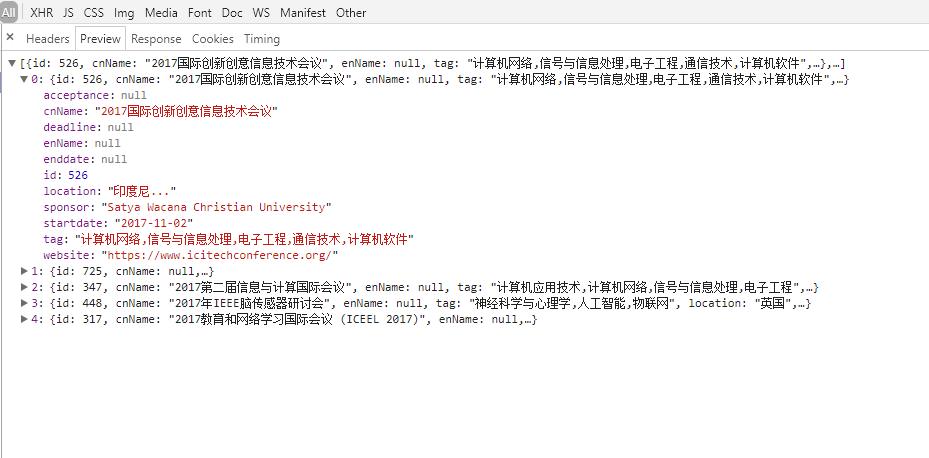 All XHR JS CSS Img Media Font Doc WS Manifest Other
× Headers Preview Response Cookies Timing
▼[{id: 526, cnName: "2017国际创新创意信息技术会议", enName: null, tag: "计算机网络,信号与信息处理,电子工程,通信技术,计算机软件",…},…]
▼0: {id: 526, cnName: "2017国际创新创意信息技术会议", enName: null, tag: "计算机网络,信号与信息处理,电子工程,通信技术,计算机软件",…}
acceptance: null
cnName: "2017国际创新创意信息技术会议"
deadline: null
enName: null
enddate: null
id: 526
location: "印度尼..."
sponsor: "Satya Wacana Christian University"
startdate: "2017-11-02"
tag: "计算机网络,信号与信息处理,电子工程,通信技术,计算机软件"
website: "https://www.icitechconference.org/"
▶1: {id: 725, cnName: null,…}
▶2: {id: 347, cnName: "2017第二届信息与计算国际会议", enName: null, tag: "计算机应用技术,计算机网络,信号与信息处理,电子工程",…}
▶3: {id: 448, cnName: "2017年IEEE脑传感器研讨会", enName: null, tag: "神经科学与心理学,人工智能,物联网", location: "英国",…}
▶4: {id: 317, cnName: "2017教育和网络学习国际会议 (ICEEL 2017)", enName: null,…}